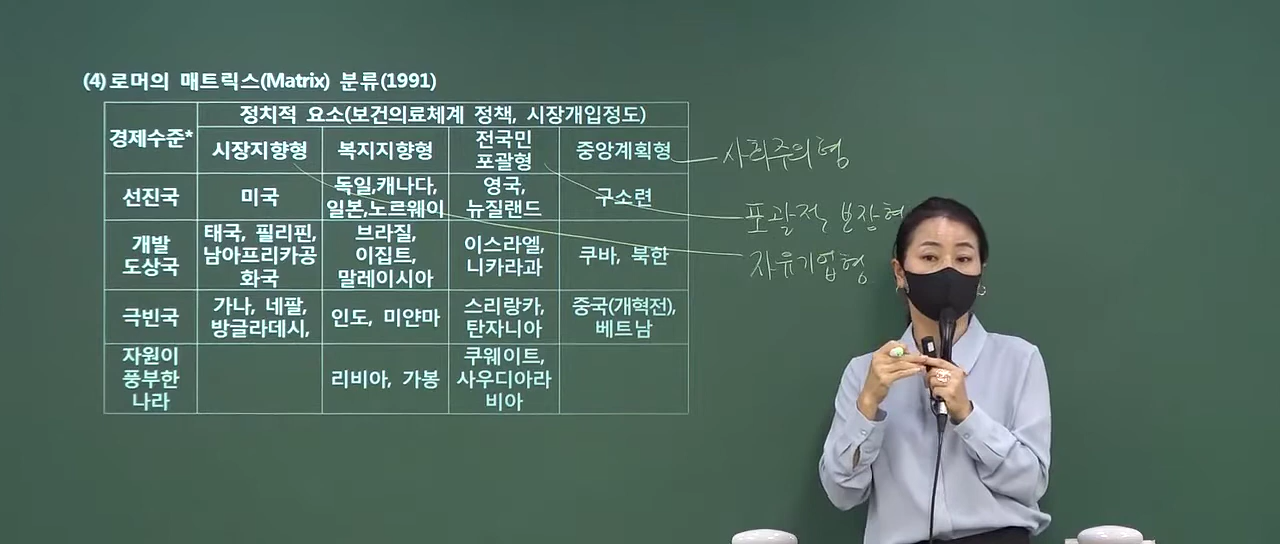 (4) 로머의 매트릭스(Matrix) 분류(1991)
경제수준*
정치적 요소(보건의료체계 정책, 시장개입정도)
시장지향형
복지지향형
전국민
포괄형
중앙계획형
선진국
미국
독일,캐나다,
일본,노르웨이
영국,
뉴질랜드
구소련
개발
도상국
태국, 필리핀,
남아프리카공
화국
브라질,
이집트,
말레이시아
이스라엘,
니카라과
쿠바, 북한
극빈국
가나, 네팔,
방글라데시,
인도, 미얀마
스리랑카,
탄자니아
중국(개혁전),
베트남
자원이
풍부한
나라
리비아, 가봉
쿠웨이트,
사우디아라
비아
사회주의형
포괄적 보장형
자유기업형